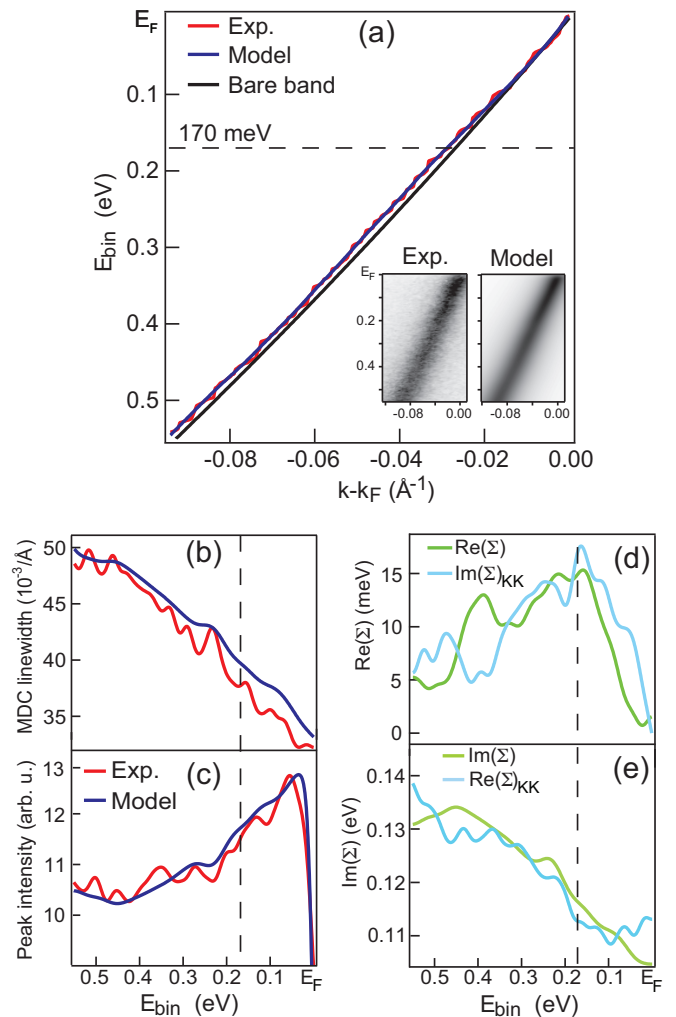 E_F
Exp.
Model
Bare band
(a)
0.1
170 meV
0.2
0.3
0.4
0.5
E_bin (eV)
Exp. Model
E_F
0.2
0.4
-0.08 0.00 -0.08 0.00
-0.08 -0.06 -0.04 -0.02 0.00
k-k_F (Å⁻¹)
(b)
50
45
40
35
MDC linewidth (10⁻³/Å)
(c)
Exp.
Model
13
12
11
10
Peak intensity (arb. u.)
0.5 0.4 0.3 0.2 0.1 E_F
E_bin (eV)
(d)
Re(Σ)
Im(Σ)_KK
15
10
5
0
Re(Σ) (meV)
(e)
Im(Σ)
Re(Σ)_KK
0.14
0.13
0.12
0.11
Im(Σ) (eV)
0.5 0.4 0.3 0.2 0.1 E_F
E_bin (eV)